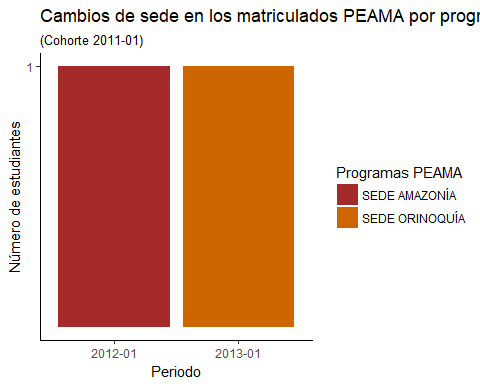 Cambios de sede en los matriculados PEAMA por progr
(Cohorte 2011-01)
1
Número de estudiantes
2012-01
2013-01
Periodo
Programas PEAMA
SEDE AMAZONÍA
SEDE ORINOQUÍA